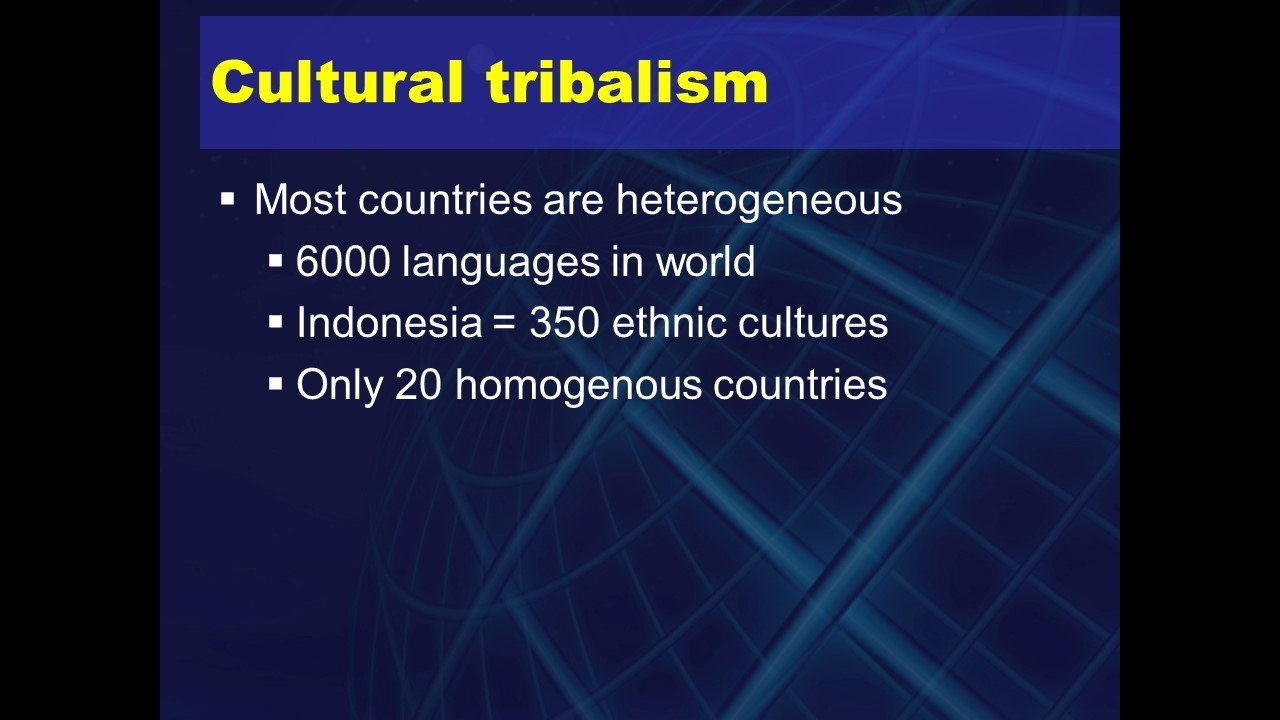 Cultural tribalism
▪ Most countries are heterogeneous
▪ 6000 languages in world
▪ Indonesia = 350 ethnic cultures
▪ Only 20 homogenous countries